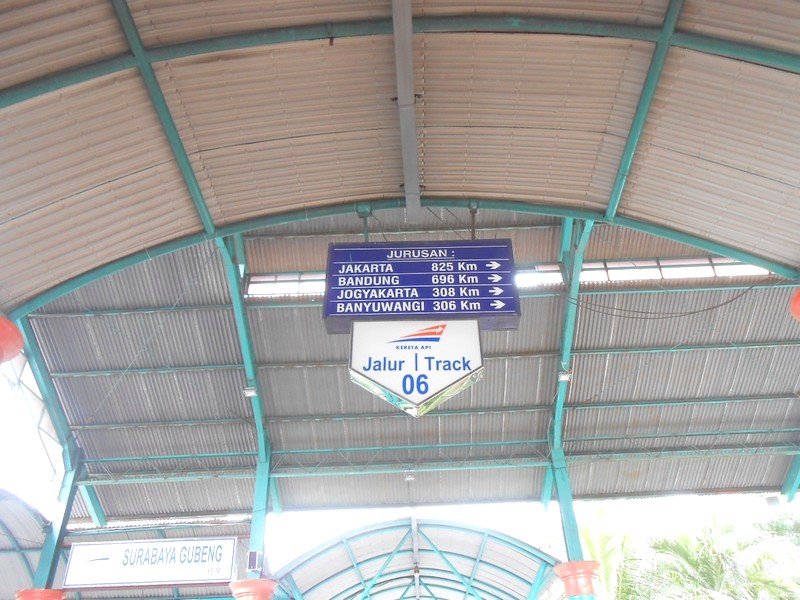 JURUSAN :
JAKARTA 825 Km →
BANDUNG 696 Km →
JOGYAKARTA 308 Km →
BANYUWANGI 306 Km →
KERETA API
Jalur | Track
06
SURABAYA GUBENG